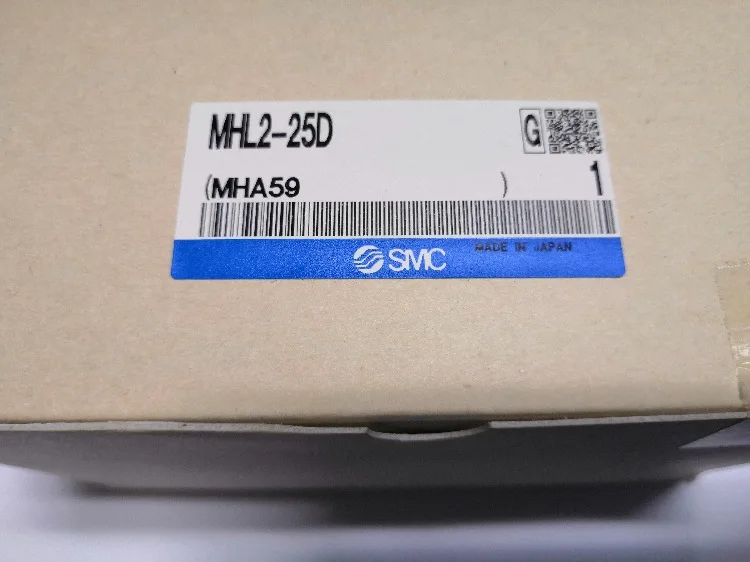 MHL2-25D G
(MHA59 ) 1
SMC MADE IN JAPAN